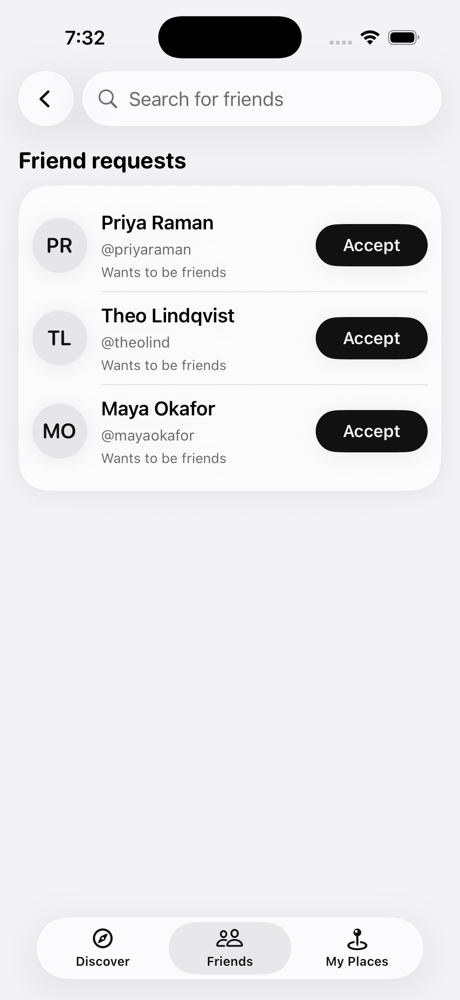 7:32
Search for friends
Friend requests
PR
Priya Raman
@priyaraman
Wants to be friends
Accept
TL
Theo Lindqvist
@theolind
Wants to be friends
Accept
MO
Maya Okafor
@mayaokafor
Wants to be friends
Accept
Discover
Friends
My Places